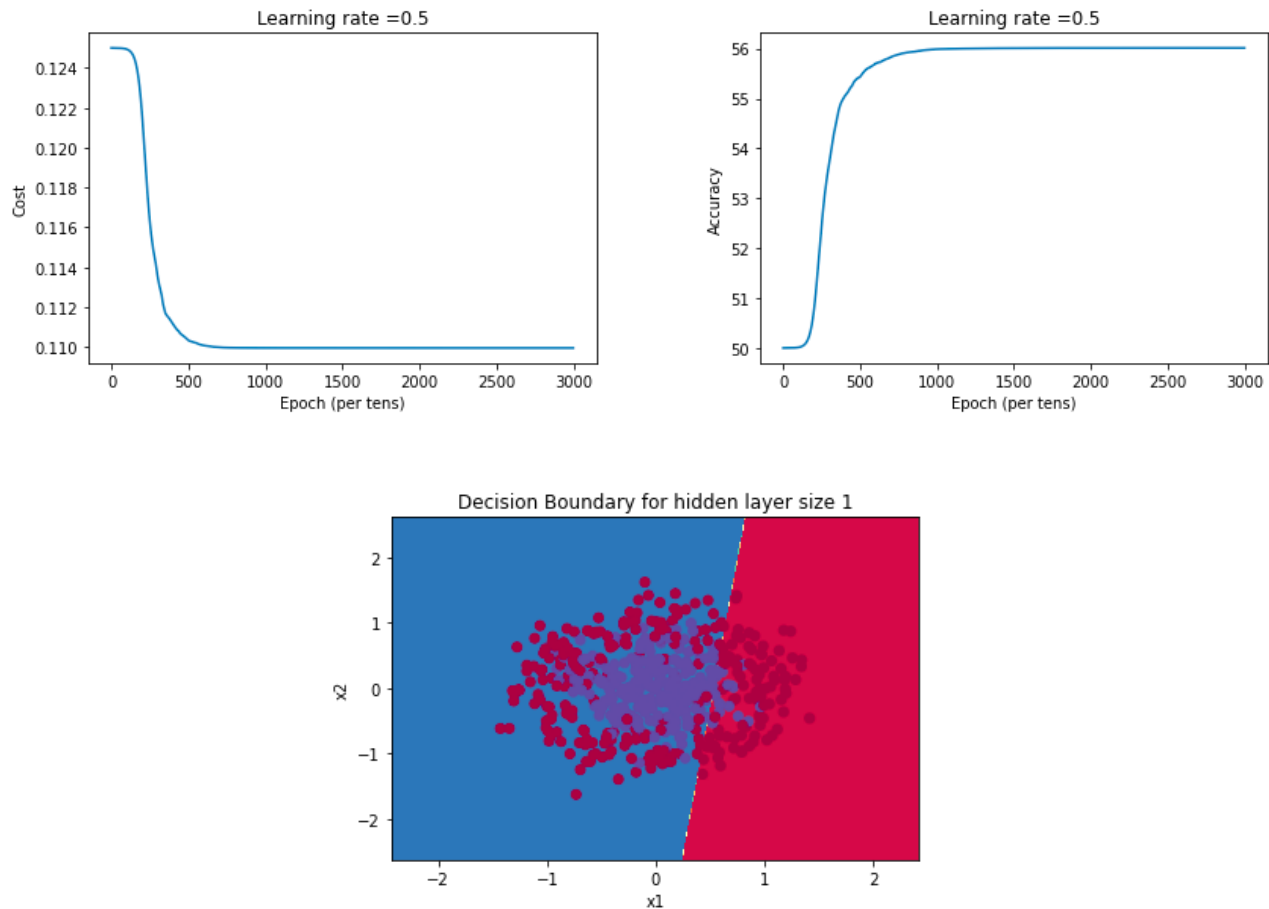 Learning rate =0.5
0.124
0.122
0.120
0.118
0.116
0.114
0.112
0.110
Cost
0 500 1000 1500 2000 2500 3000
Epoch (per tens)
Learning rate =0.5
56
55
54
53
52
51
50
Accuracy
0 500 1000 1500 2000 2500 3000
Epoch (per tens)
Decision Boundary for hidden layer size 1
2
1
0
−1
−2
x2
−2 −1 0 1 2
x1